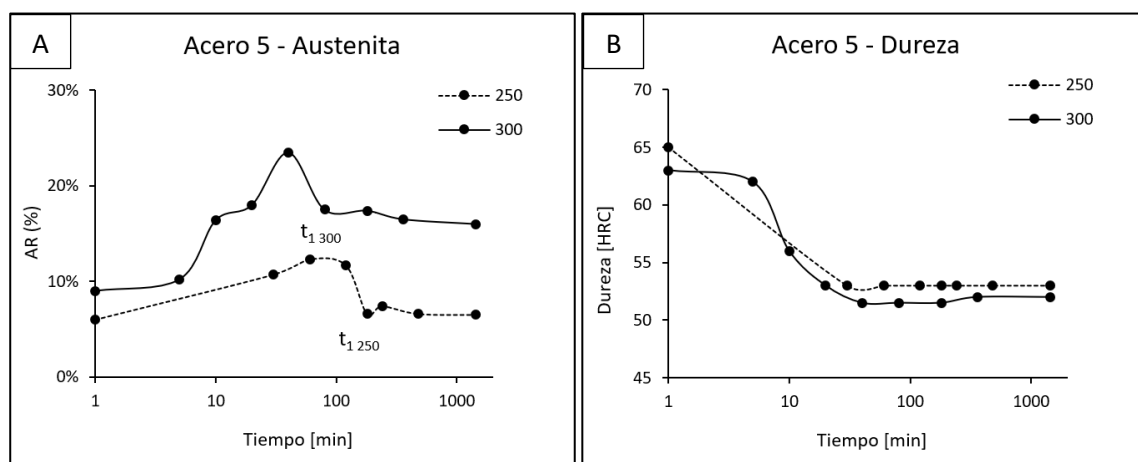 A
Acero 5 - Austenita
30%
20%
10%
0%
AR (%)
250
300
t1 300
t1 250
1
10
100
1000
Tiempo [min]
B
Acero 5 - Dureza
70
65
60
55
50
45
Dureza [HRC]
250
300
1
10
100
1000
Tiempo [min]